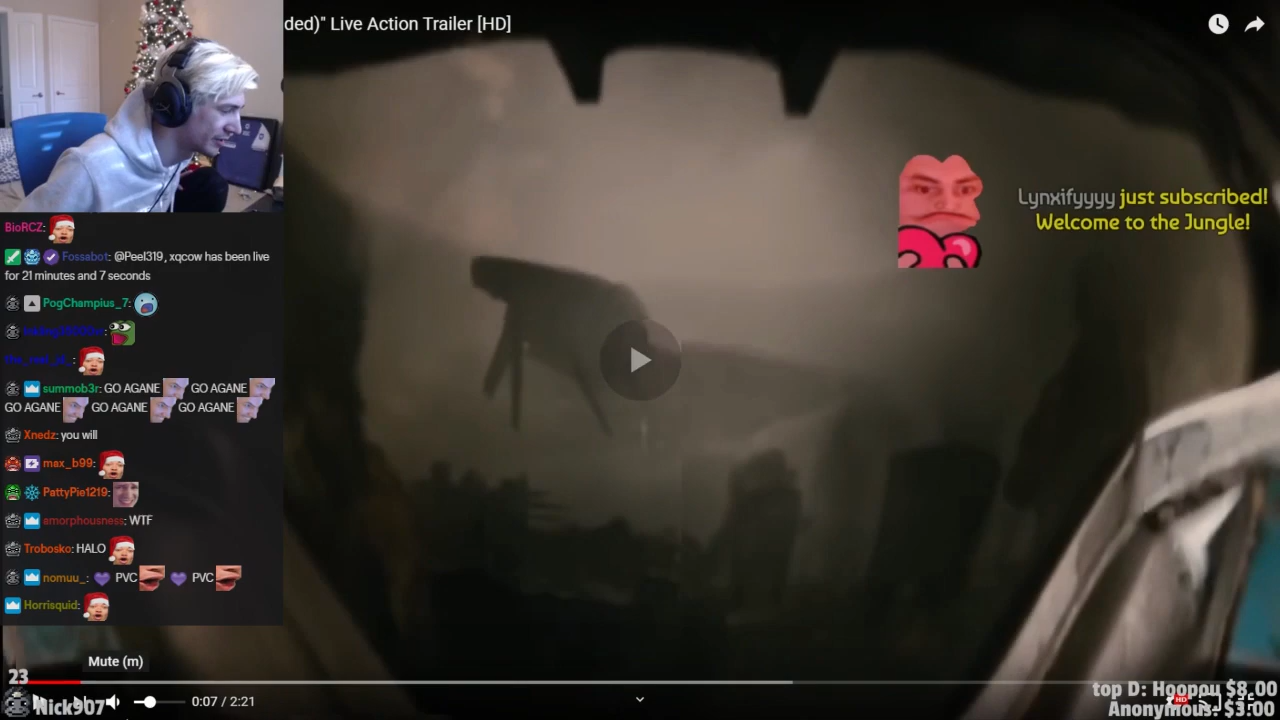 ded)" Live Action Trailer [HD]
Lynxifyyyy just subscribed!
Welcome to the Jungle!
BioRCZ:
Fossabot: @Peel319, xqcow has been live
for 21 minutes and 7 seconds
PogChampius_7:
summob3r: GO AGANE GO AGANE
GO AGANE GO AGANE GO AGANE
Xnedz: you will
max_b99:
PattyPie1219:
amorphousness: WTF
Trobosko: HALO
nomuu_: PVC PVC
Horrisquid:
Mute (m)
23
Nick907
0:07 / 2:21
HD
top D: Hooppu $8.00
Anonymous: $3.00